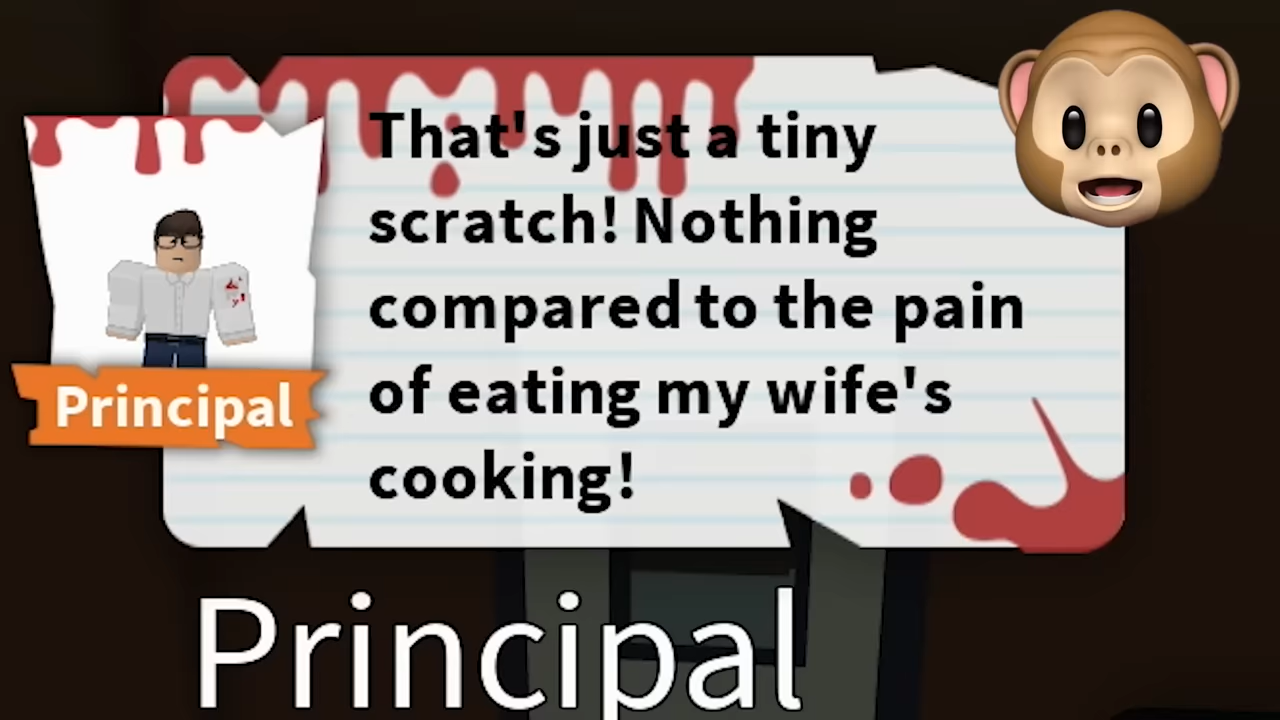 That's just a tiny
scratch! Nothing
compared to the pain
of eating my wife's
cooking!
Principal
Principal